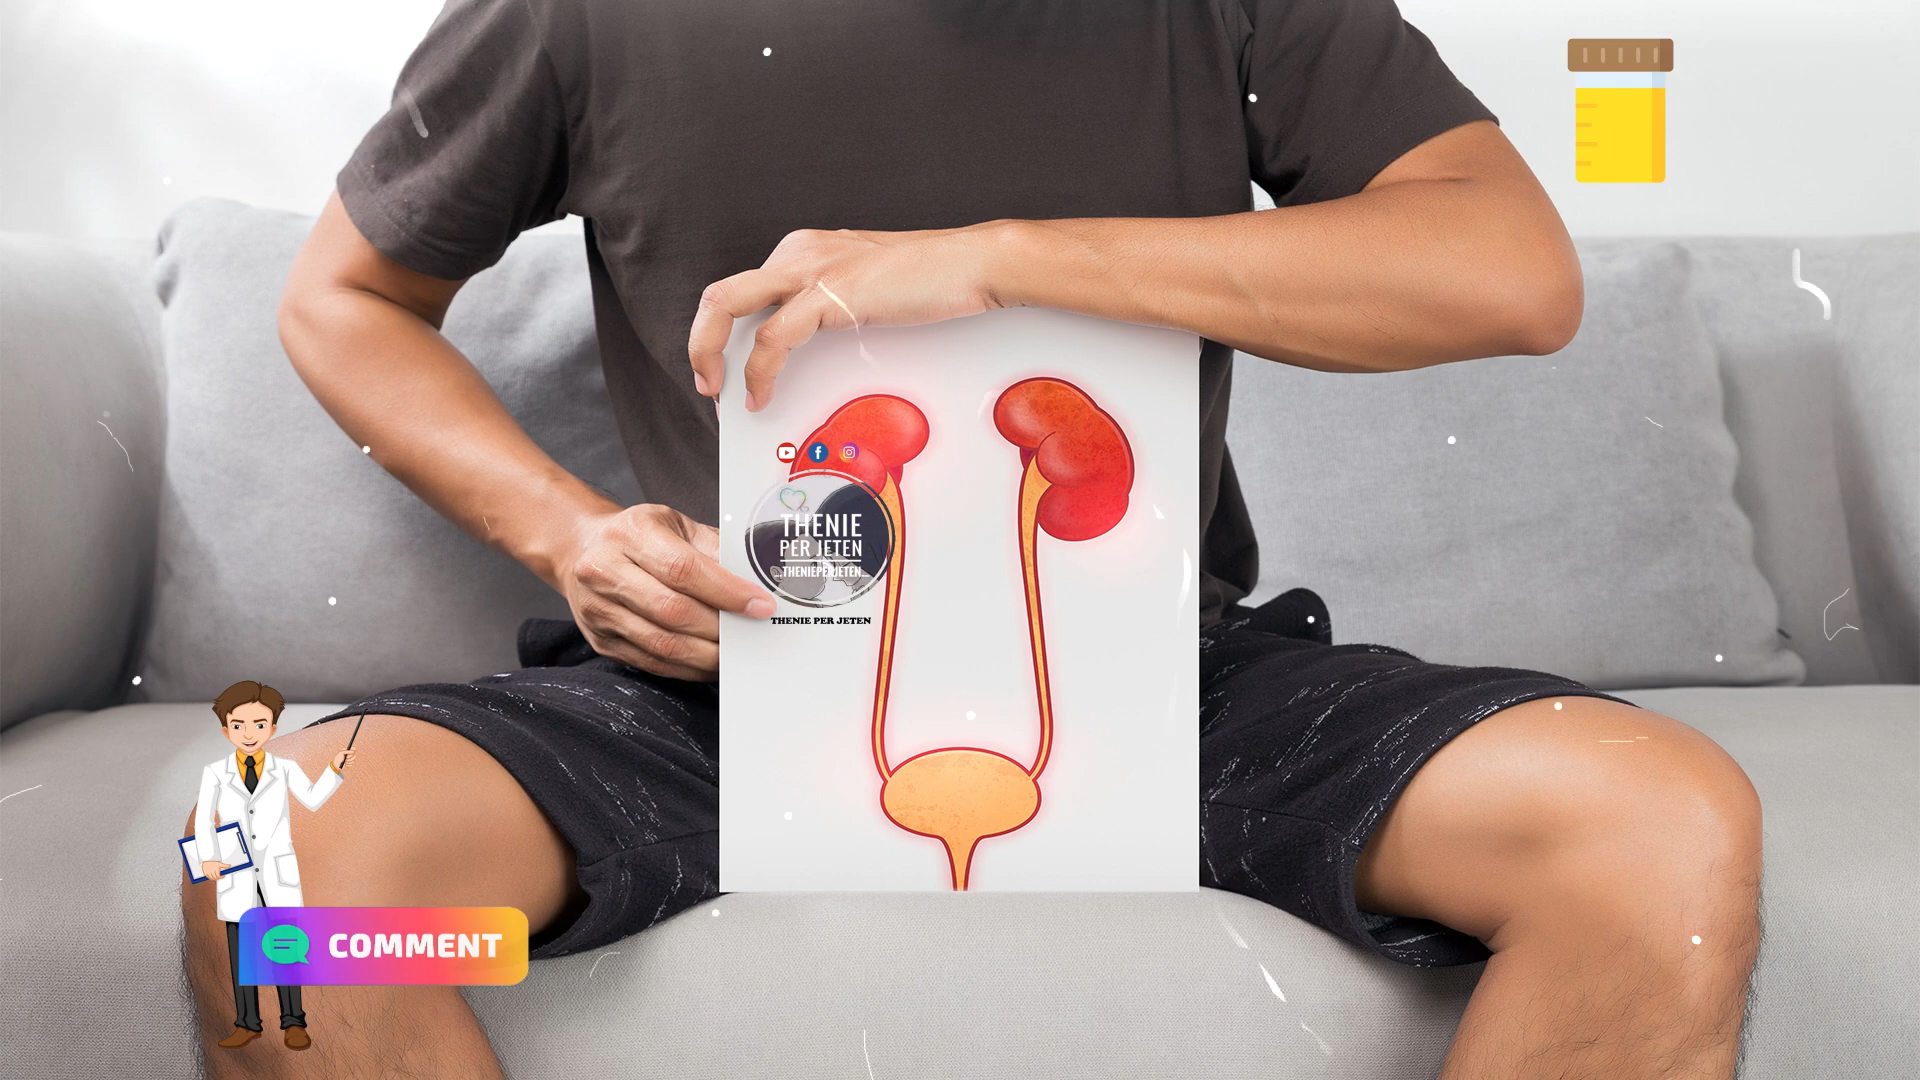 THENIE
PER JETEN
...THENIEPERJETEN...
THENIE PER JETEN
COMMENT